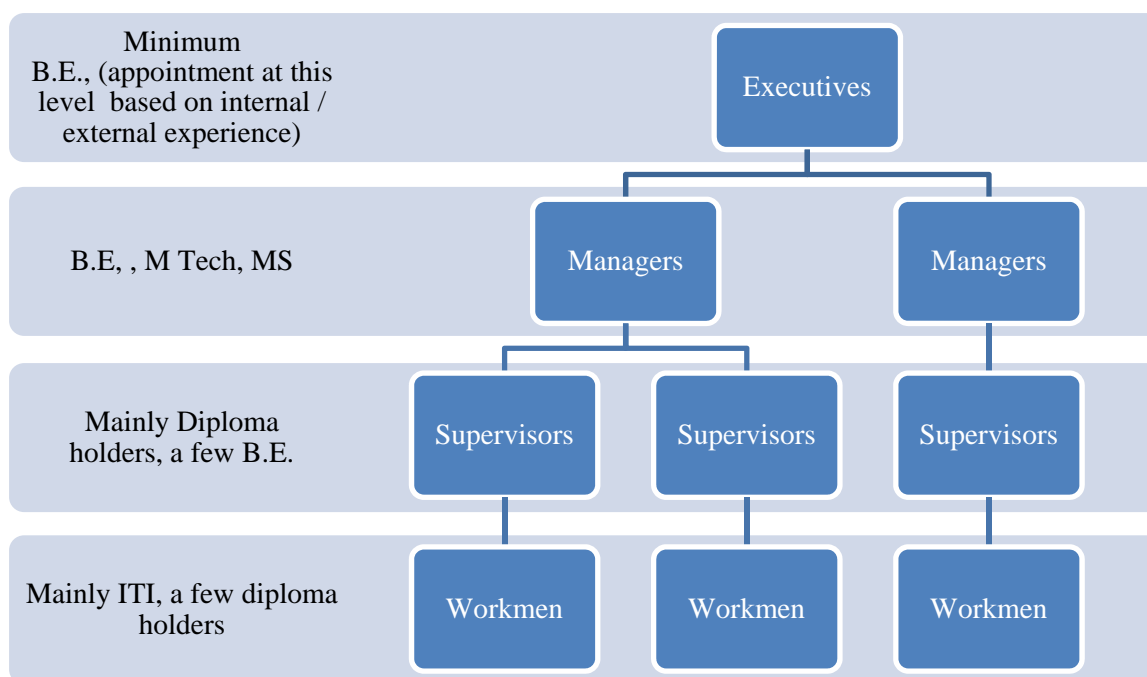 Minimum
B.E., (appointment at this
level based on internal /
external experience)
Executives
B.E, , M Tech, MS
Managers
Managers
Mainly Diploma
holders, a few B.E.
Supervisors
Supervisors
Supervisors
Mainly ITI, a few diploma
holders
Workmen
Workmen
Workmen